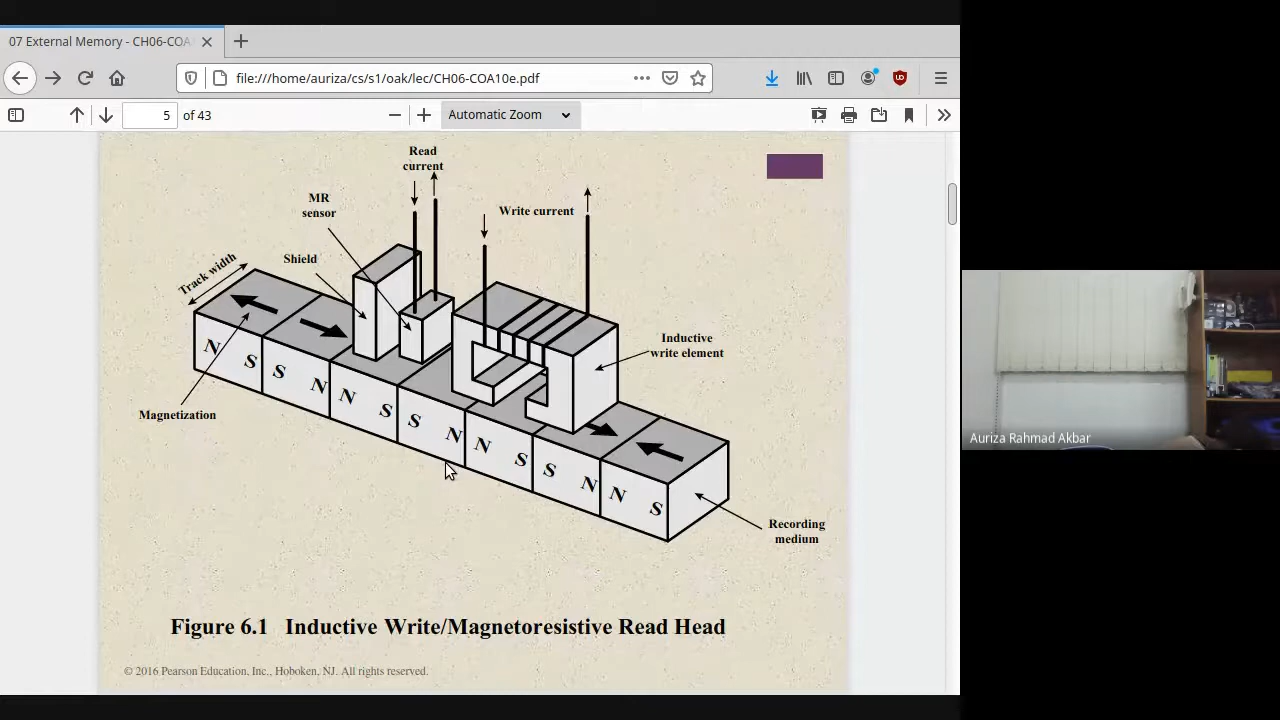 07 External Memory - CH06-COA
file:///home/auriza/cs/s1/oak/lec/CH06-COA10e.pdf
5 of 43
Automatic Zoom
Read
current
MR
sensor
Write current
Shield
Track width
Inductive
write element
N S S N N S S N N S S N N S
Magnetization
Recording
medium
Figure 6.1 Inductive Write/Magnetoresistive Read Head
© 2016 Pearson Education, Inc., Hoboken, NJ. All rights reserved.
Auriza Rahmad Akbar